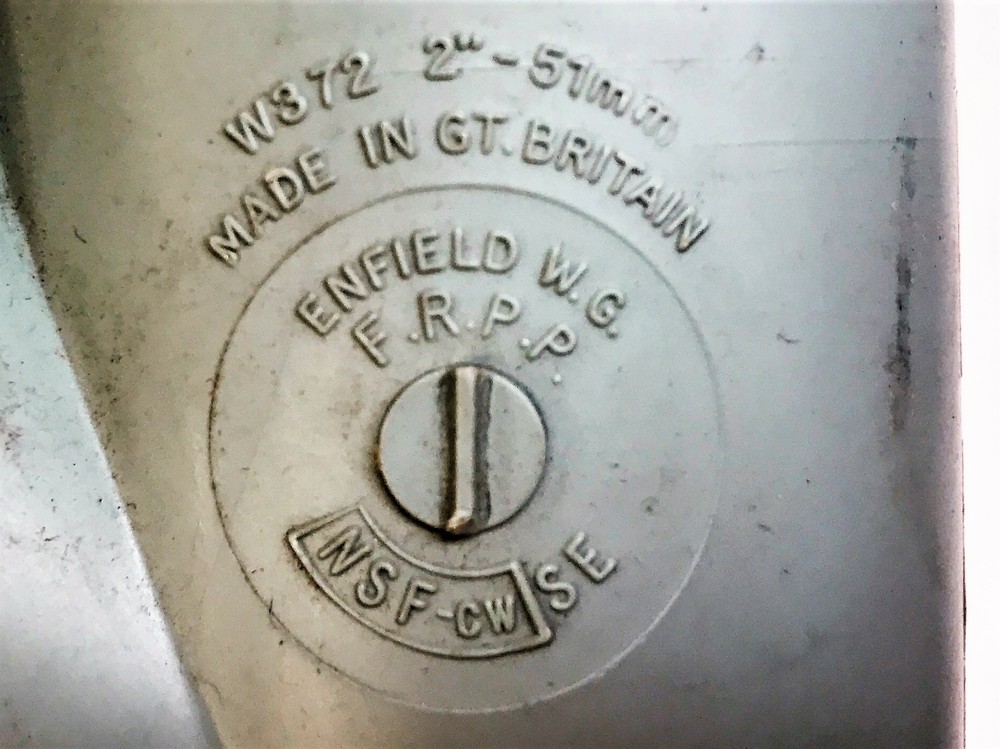 W372 2"-51mm
MADE IN GT. BRITAIN
ENFIELD W.G.
F.R.P.P.
NSF-CW SE